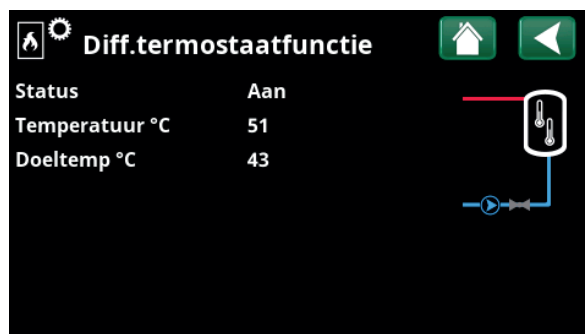 Diff.termostaatfunctie
Status Aan
Temperatuur °C 51
Doeltemp °C 43